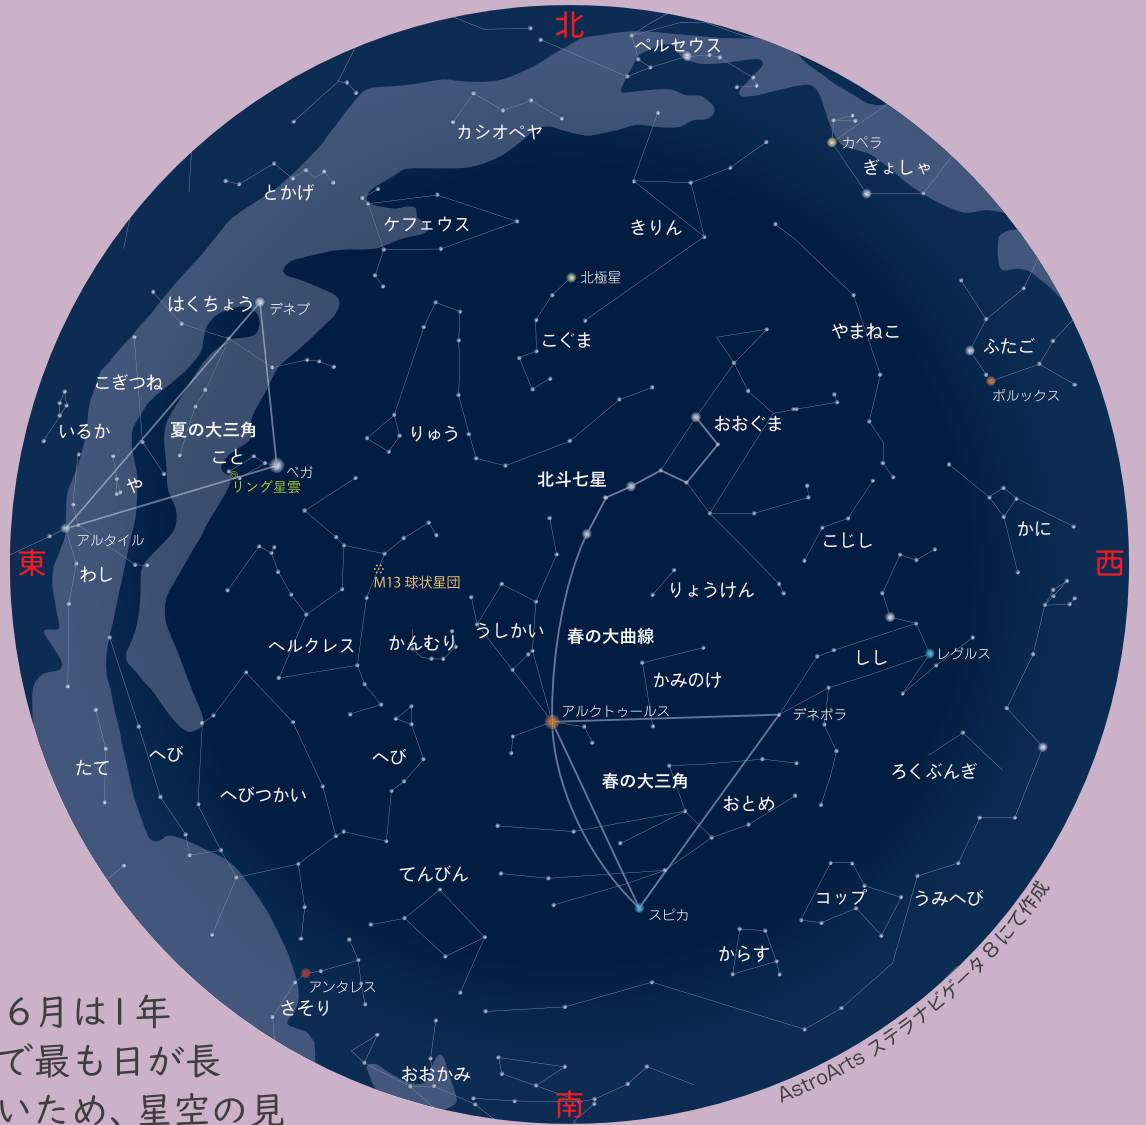 北
ペルセウス
カシオペヤ
カペラ
ぎょしゃ
とかげ
ケフェウス
きりん
北極星
はくちょう
デネブ
こぐま
やまねこ
ふたご
ポルックス
こぎつね
いるか
夏の大三角
りゅう
おおぐま
こと
ベガ
や
リング星雲
北斗七星
アルタイル
わし
東
西
かに
こじし
M13 球状星団
りょうけん
ヘルクレス
かんむり
うしかい
春の大曲線
しし
レグルス
かみのけ
アルクトゥールス
デネボラ
たて
へび
へび
へびつかい
春の大三角
おとめ
ろくぶんぎ
てんびん
スピカ
コップ
うみへび
からす
アンタレス
さそり
おおかみ
南
AstroArts ステラナビゲータ8にて作成
6月は1年
で最も日が長
いため、星空の見